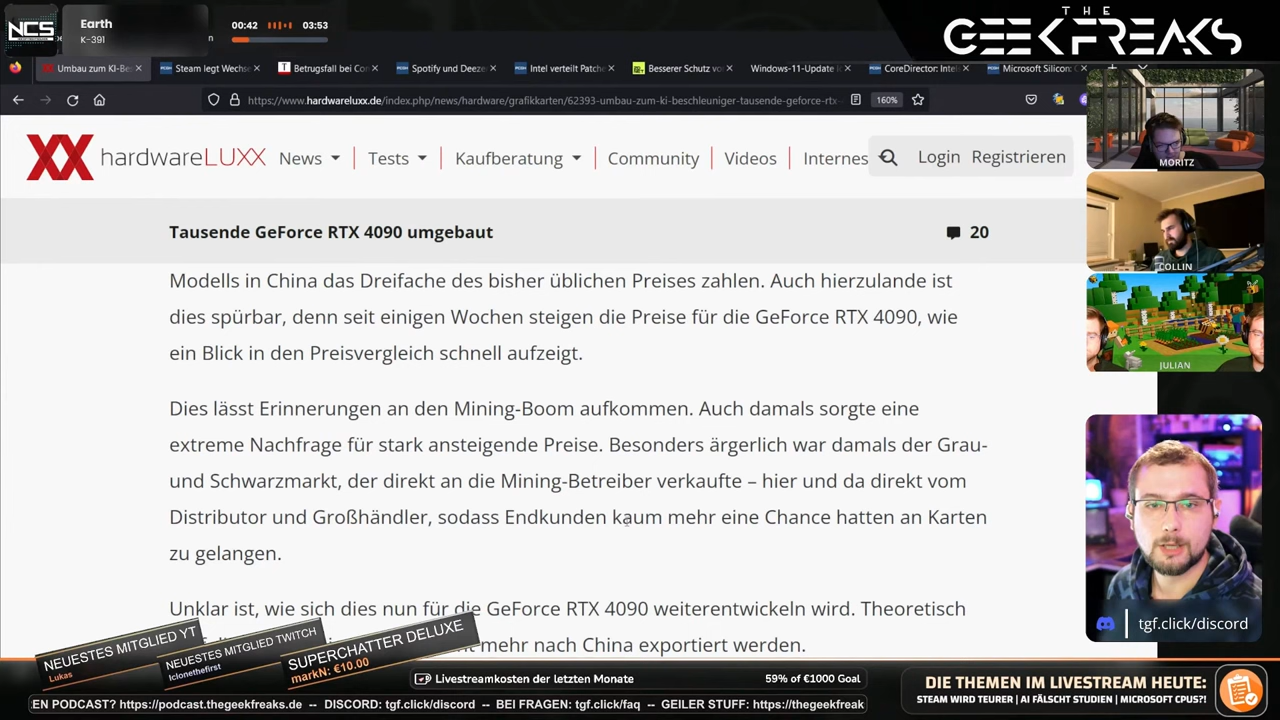 NCS
Earth
K-391
00:42
03:53
THE
GEEKFREAKS
Umbau zum KI-Be
Steam legt Wechse
Betrugsfall bei Co
Spotify und Deeze
Intel verteilt Patche
Besserer Schutz vo
Windows-11-Update
CoreDirector: Inteli
Microsoft Silicon: C
https://www.hardwareluxx.de/index.php/news/hardware/grafikkarten/62393-umbau-zum-ki-beschleuniger-tausende-geforce-rtx-
160%
hardwareLUXX
News
Tests
Kaufberatung
Community
Videos
Internes
Login
Registrieren
MORITZ
COLLIN
JULIAN
Tausende GeForce RTX 4090 umgebaut
20
Modells in China das Dreifache des bisher üblichen Preises zahlen. Auch hierzulande ist
dies spürbar, denn seit einigen Wochen steigen die Preise für die GeForce RTX 4090, wie
ein Blick in den Preisvergleich schnell aufzeigt.
Dies lässt Erinnerungen an den Mining-Boom aufkommen. Auch damals sorgte eine
extreme Nachfrage für stark ansteigende Preise. Besonders ärgerlich war damals der Grau-
und Schwarzmarkt, der direkt an die Mining-Betreiber verkaufte – hier und da direkt vom
Distributor und Großhändler, sodass Endkunden kaum mehr eine Chance hatten an Karten
zu gelangen.
Unklar ist, wie sich dies nun für die GeForce RTX 4090 weiterentwickeln wird. Theoretisch
mehr nach China exportiert werden.
tgf.click/discord
NEUESTES MITGLIED YT
Lukas
NEUESTES MITGLIED TWITCH
Iclonethefirst
SUPERCHATTER DELUXE
markN: €10.00
Livestreamkosten der letzten Monate
59% of €1000 Goal
EN PODCAST? https://podcast.thegeekfreaks.de -- DISCORD: tgf.click/discord -- BEI FRAGEN: tgf.click/faq -- GEILER STUFF: https://thegeekfreak
DIE THEMEN IM LIVESTREAM HEUTE:
STEAM WIRD TEURER | AI FÄLSCHT STUDIEN | MICROSOFT CPUS?!